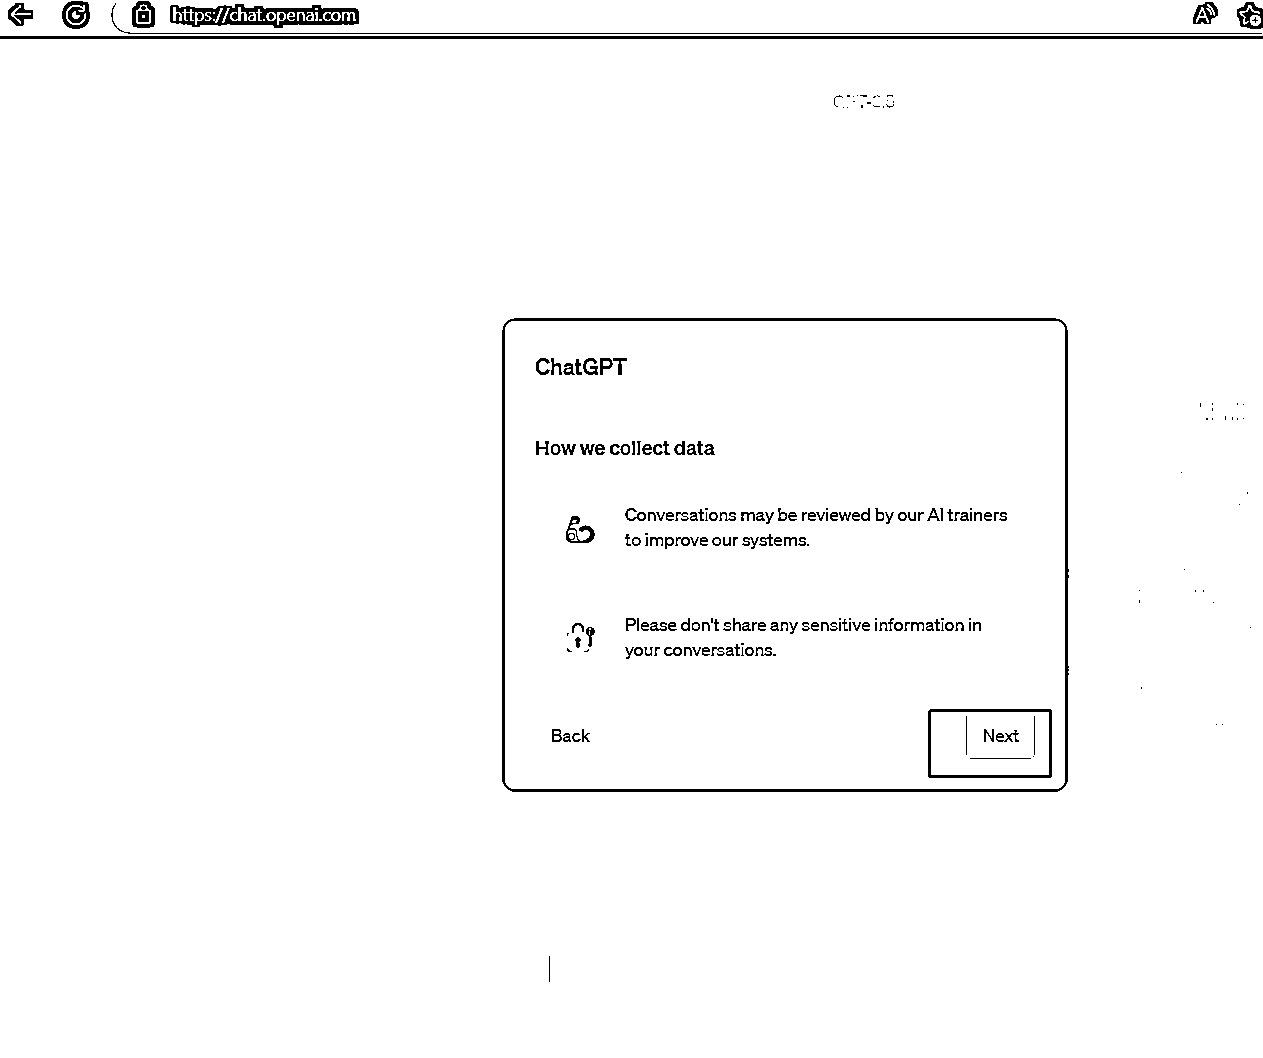 https://chat.openai.com
ChatGPT
How we collect data
Conversations may be reviewed by our AI trainers
to improve our systems.
Please don't share any sensitive information in
your conversations.
Back
Next